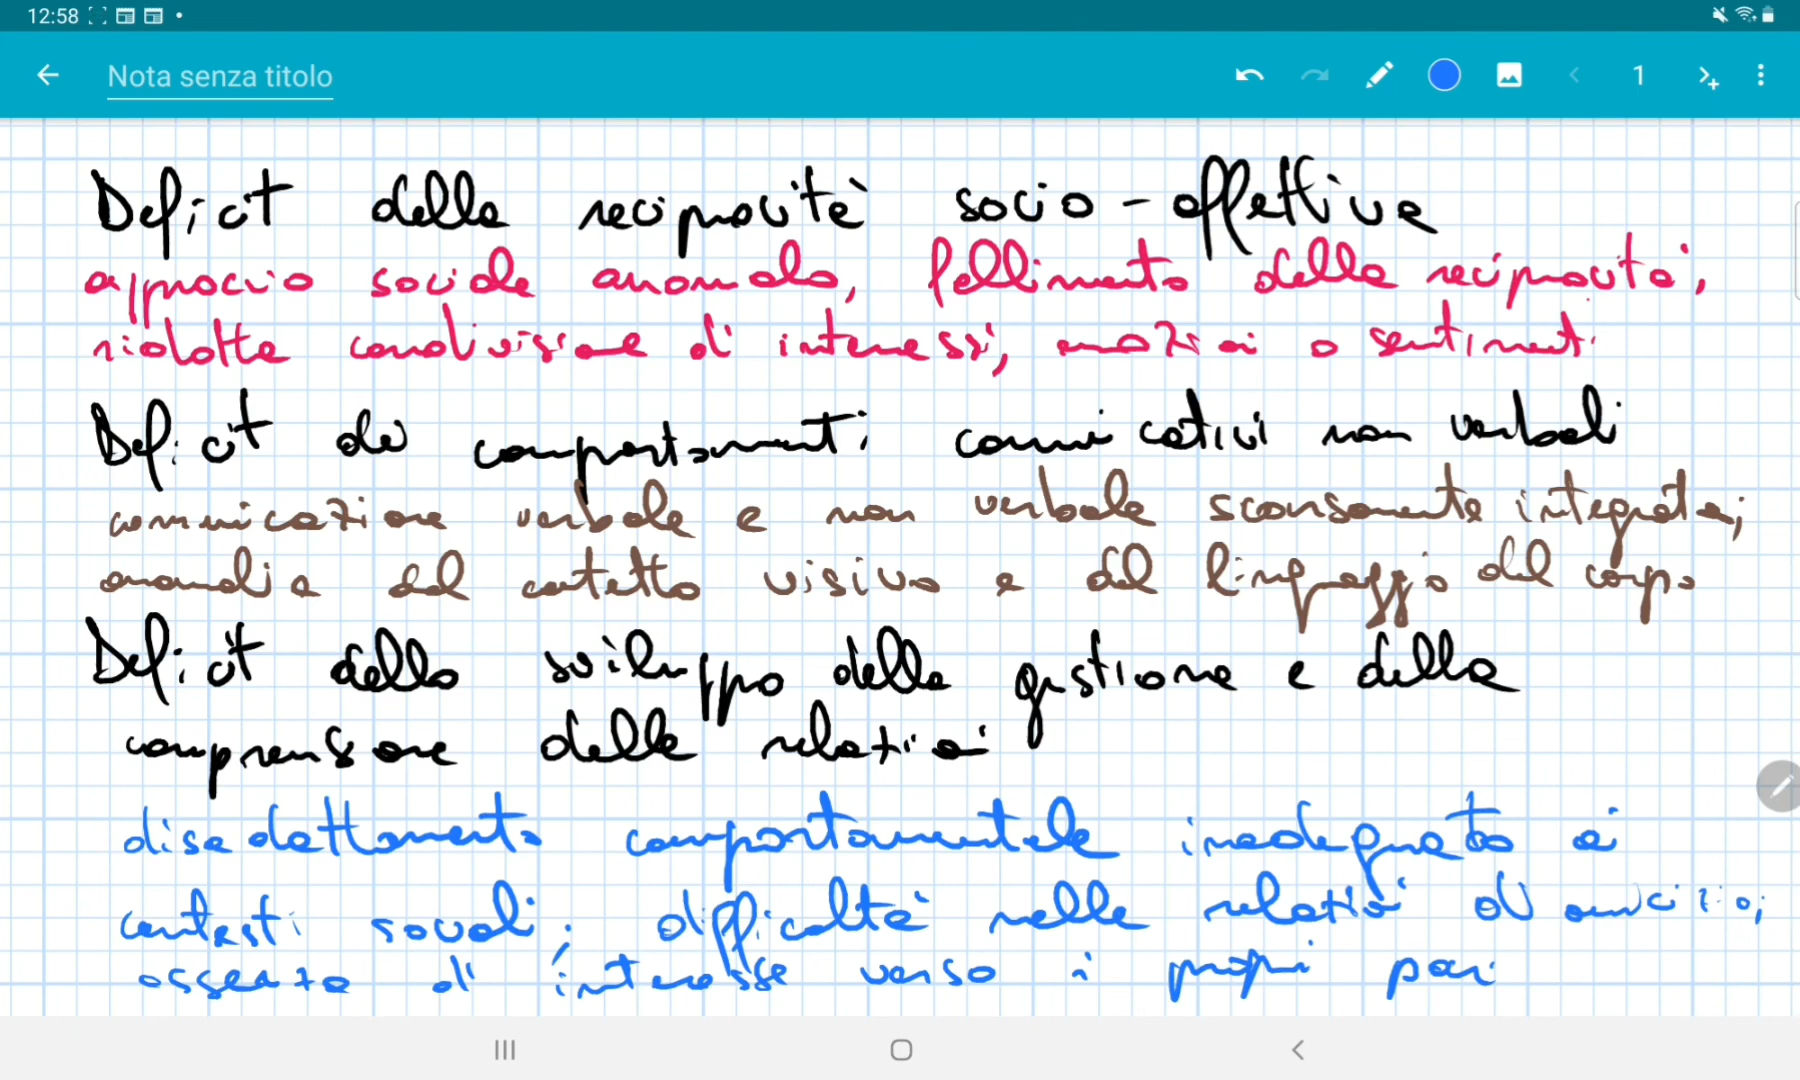 12:58
Nota senza titolo
1
Deficit della reciprocità socio-affettiva
approccio sociale anomalo, fallimento della reciprocità,
ridotta condivisione di interessi, emozioni o sentimenti
Deficit dei comportamenti comunicativi non verbali
comunicazione verbale e non verbale scarsamente integrata;
anomalia del contatto visivo e del linguaggio del corpo
Deficit dello sviluppo della gestione e della
comprensione delle relazioni
disadattamento comportamentale inadeguato ai
contesti sociali; difficoltà nelle relazioni di amicizia;
assenza di interesse verso i propri pari